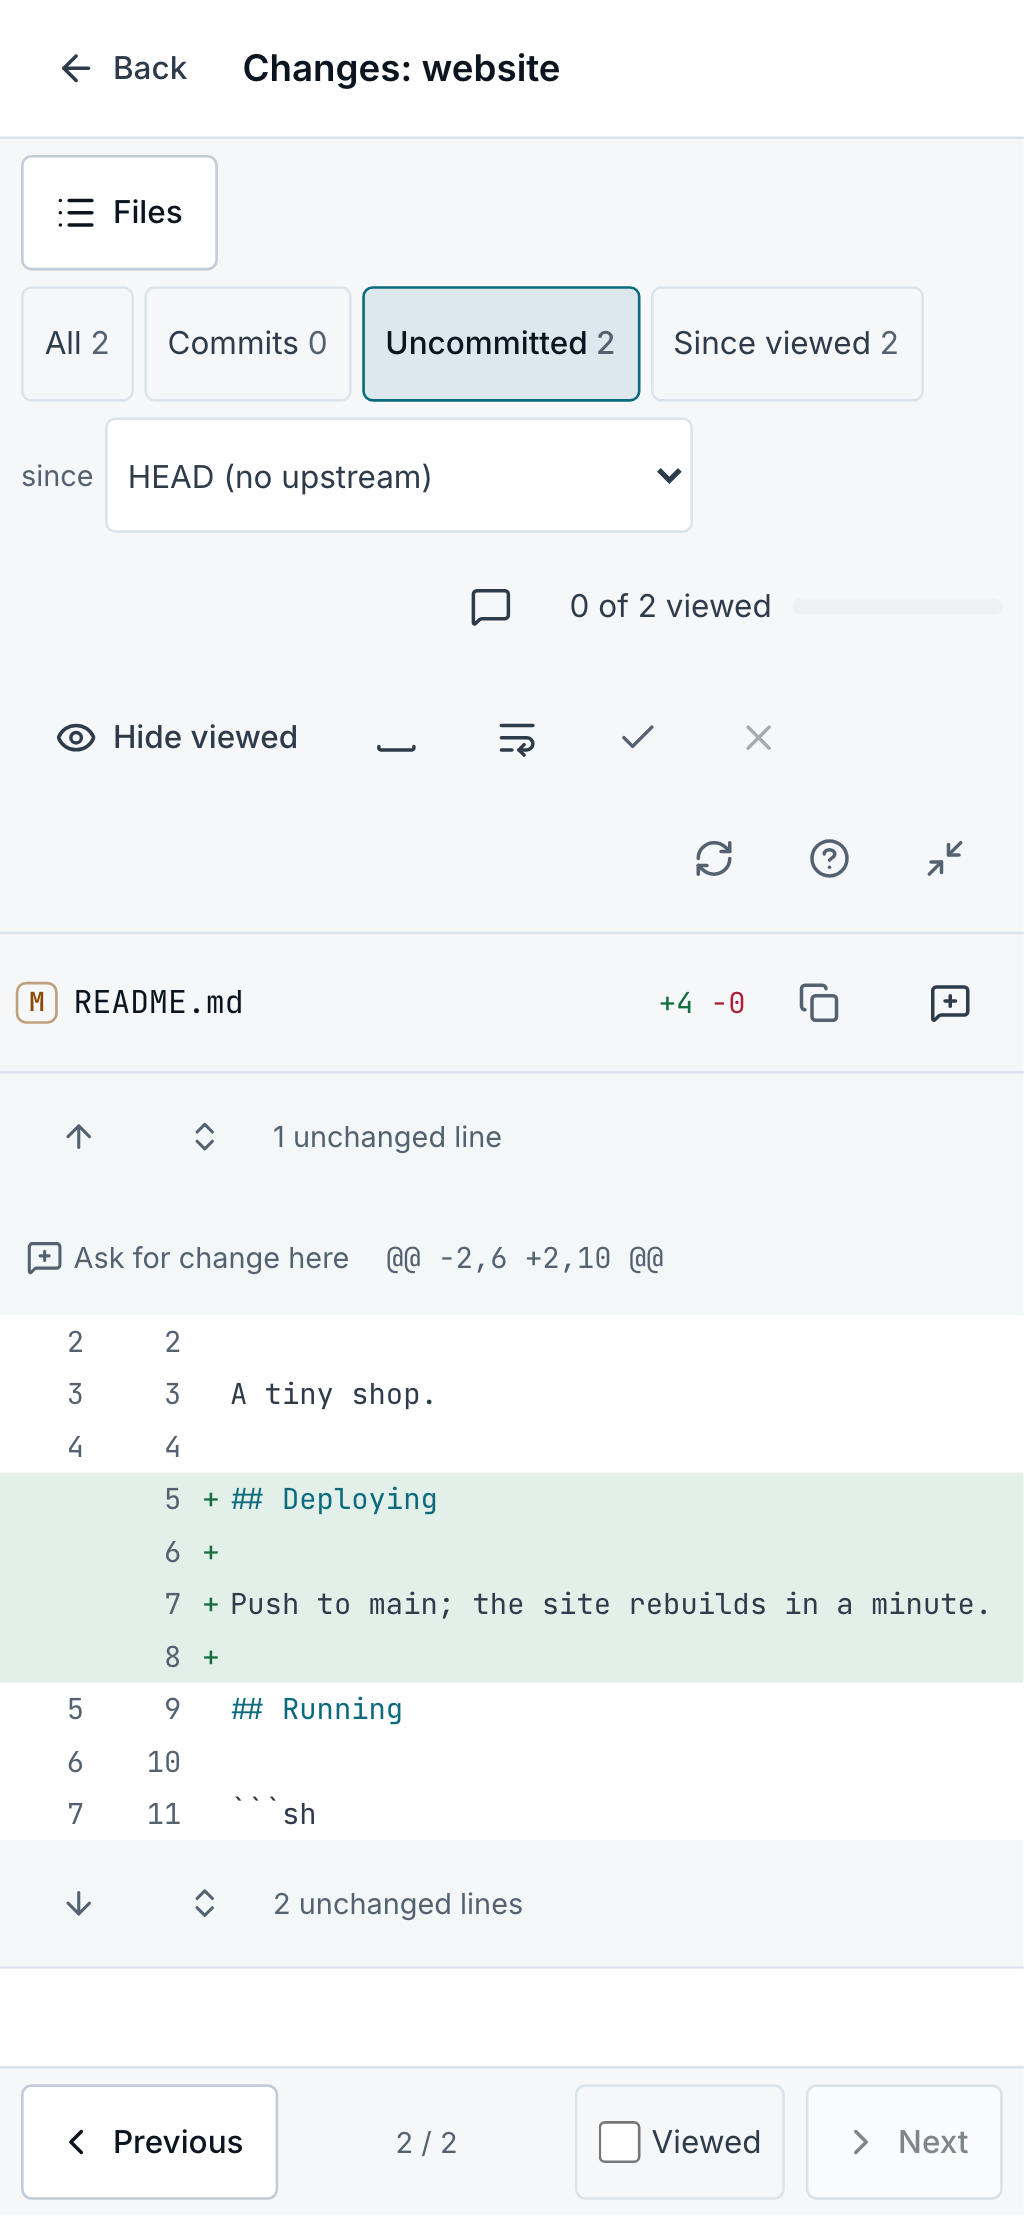 Back Changes: website
Files
All 2 Commits 0 Uncommitted 2 Since viewed 2
since HEAD (no upstream)
0 of 2 viewed
Hide viewed
M README.md +4 -0
1 unchanged line
Ask for change here @@ -2,6 +2,10 @@
2 2
3 3 A tiny shop.
4 4
5 + ## Deploying
6 +
7 + Push to main; the site rebuilds in a minute.
8 +
5 9 ## Running
6 10
7 11 ```sh
2 unchanged lines
Previous 2 / 2 Viewed Next